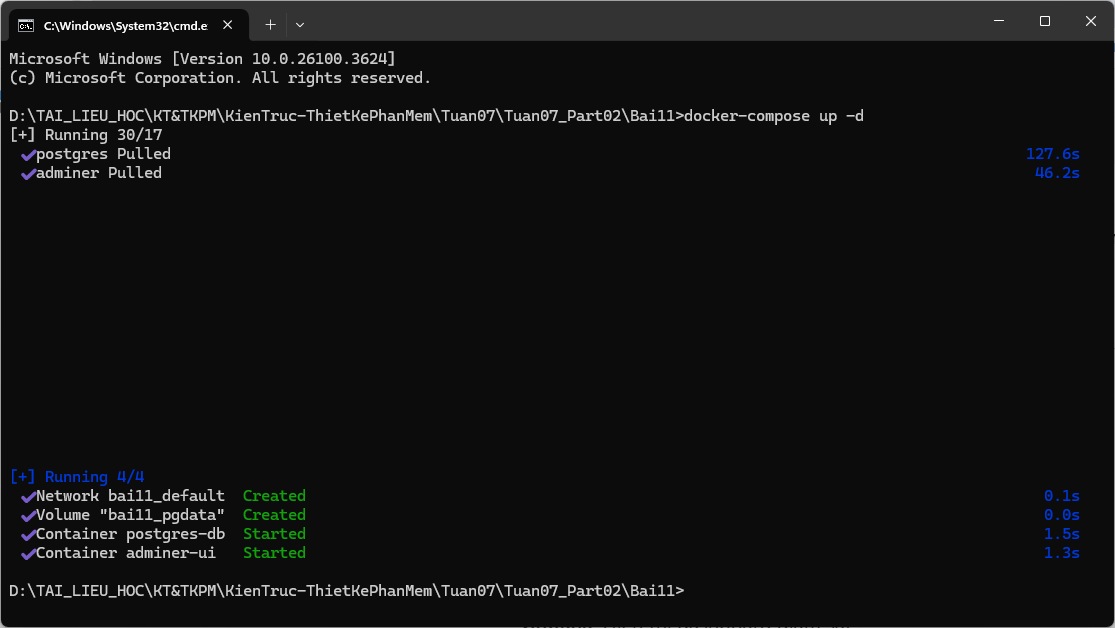 C:\Windows\System32\cmd.e
Microsoft Windows [Version 10.0.26100.3624]
(c) Microsoft Corporation. All rights reserved.
D:\TAI_LIEU_HOC\KT&TKPM\KienTruc-ThietKePhanMem\Tuan07\Tuan07_Part02\Bai11>docker-compose up -d
[+] Running 30/17
✔postgres Pulled 127.6s
✔adminer Pulled 46.2s
[+] Running 4/4
✔Network bai11_default Created 0.1s
✔Volume "bai11_pgdata" Created 0.0s
✔Container postgres-db Started 1.5s
✔Container adminer-ui Started 1.3s
D:\TAI_LIEU_HOC\KT&TKPM\KienTruc-ThietKePhanMem\Tuan07\Tuan07_Part02\Bai11>